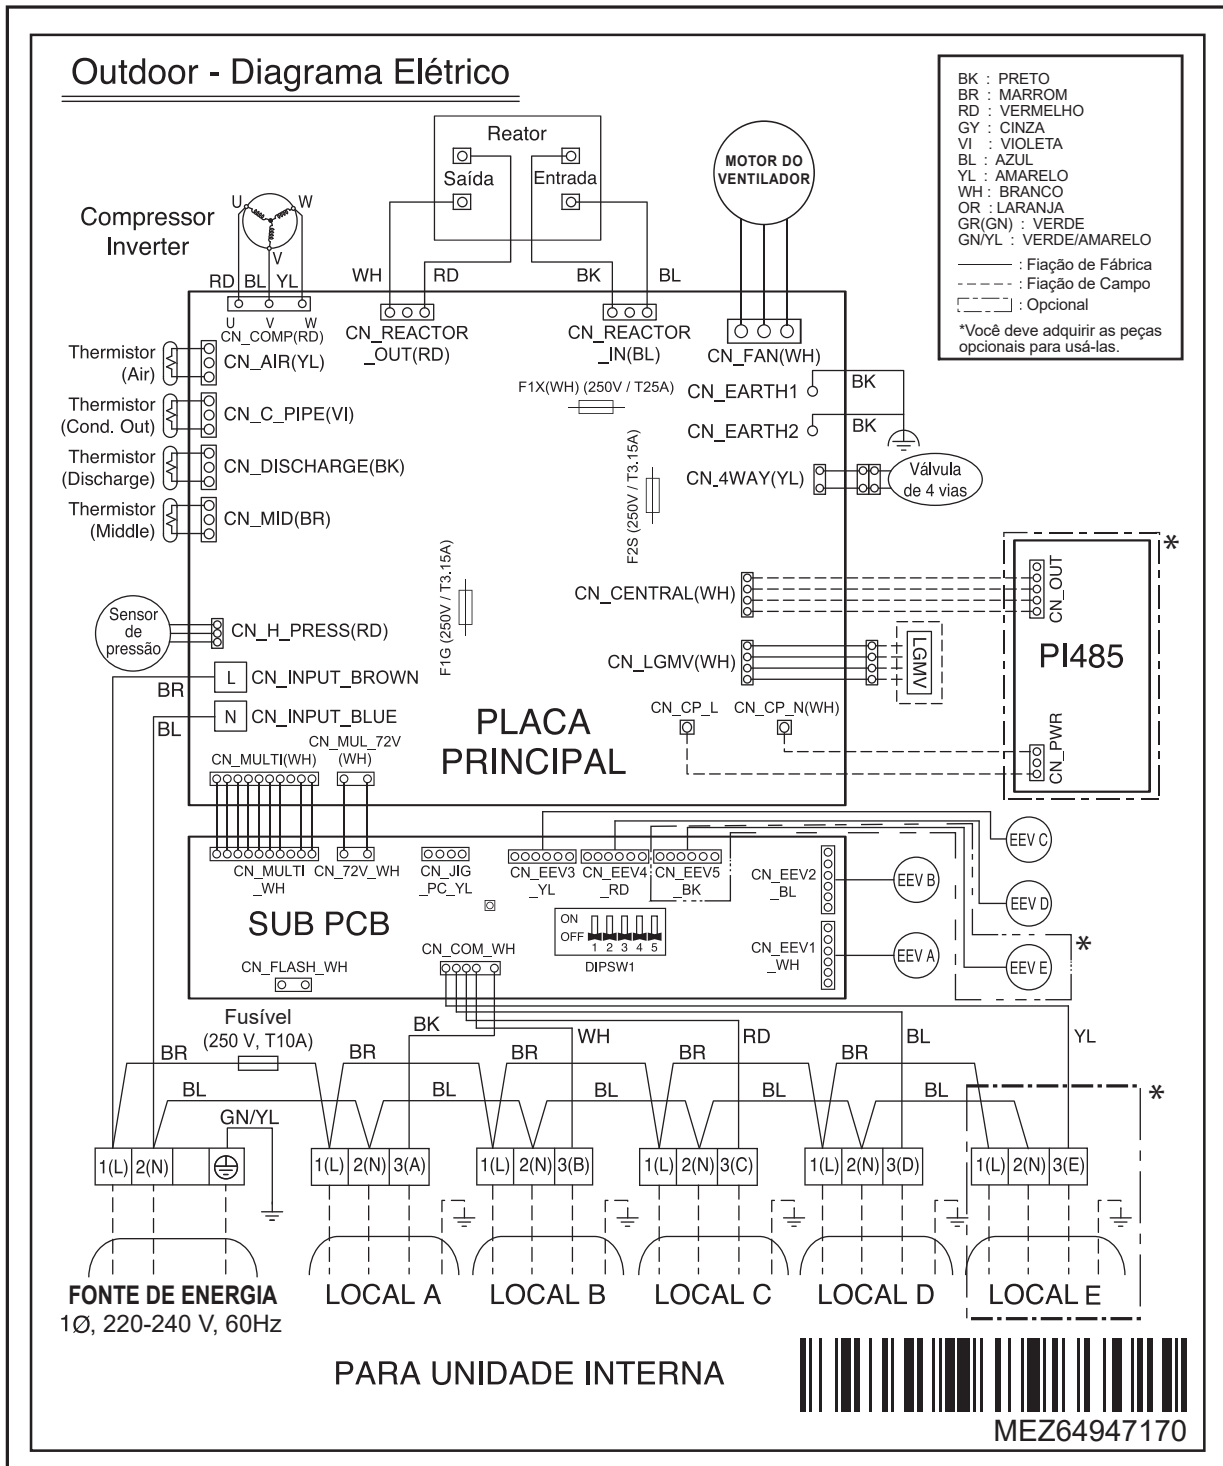 Outdoor - Diagrama Elétrico
BK : PRETO
BR : MARROM
RD : VERMELHO
GY : CINZA
VI : VIOLETA
BL : AZUL
YL : AMARELO
WH : BRANCO
OR : LARANJA
GR(GN) : VERDE
GN/YL : VERDE/AMARELO
: Fiação de Fábrica
: Fiação de Campo
: Opcional
*Você deve adquirir as peças
opcionais para usá-las.
Reator
Saída
Entrada
MOTOR DO
VENTILADOR
Compressor
Inverter
U
W
V
RD BL YL
WH
RD
BK
BL
U V W
CN_COMP(RD)
CN_REACTOR
_OUT(RD)
CN_REACTOR
_IN(BL)
CN_FAN(WH)
Thermistor
(Air)
CN_AIR(YL)
F1X(WH) (250V / T25A)
CN_EARTH1
BK
Thermistor
(Cond. Out)
CN_C_PIPE(VI)
CN_EARTH2
BK
Thermistor
(Discharge)
CN_DISCHARGE(BK)
F2S (250V / T3.15A)
CN_4WAY(YL)
Válvula
de 4 vias
Thermistor
(Middle)
CN_MID(BR)
*
F1G (250V / T3.15A)
CN_CENTRAL(WH)
CN_OUT
PI485
CN_PWR
Sensor
de
pressão
CN_H_PRESS(RD)
CN_LGMV(WH)
LGMV
BR
L
CN_INPUT_BROWN
BL
N
CN_INPUT_BLUE
CN_CP_L
CN_CP_N(WH)
PLACA
PRINCIPAL
CN_MULTI(WH)
CN_MUL_72V
(WH)
CN_MULTI
_WH
CN_72V_WH
CN_JIG
_PC_YL
CN_EEV3
_YL
CN_EEV4
_RD
CN_EEV5
_BK
CN_EEV2
_BL
CN_EEV1
_WH
EEV C
EEV B
EEV D
EEV A
EEV E
*
SUB PCB
ON
OFF
1 2 3 4 5
DIPSW1
CN_COM_WH
CN_FLASH_WH
Fusível
(250 V, T10A)
BK
WH
RD
BL
YL
BR
BR
BR
BR
BR
BL
BL
BL
BL
BL
*
GN/YL
1(L) 2(N)
1(L) 2(N) 3(A)
1(L) 2(N) 3(B)
1(L) 2(N) 3(C)
1(L) 2(N) 3(D)
1(L) 2(N) 3(E)
FONTE DE ENERGIA
1Ø, 220-240 V, 60Hz
LOCAL A
LOCAL B
LOCAL C
LOCAL D
LOCAL E
PARA UNIDADE INTERNA
MEZ64947170